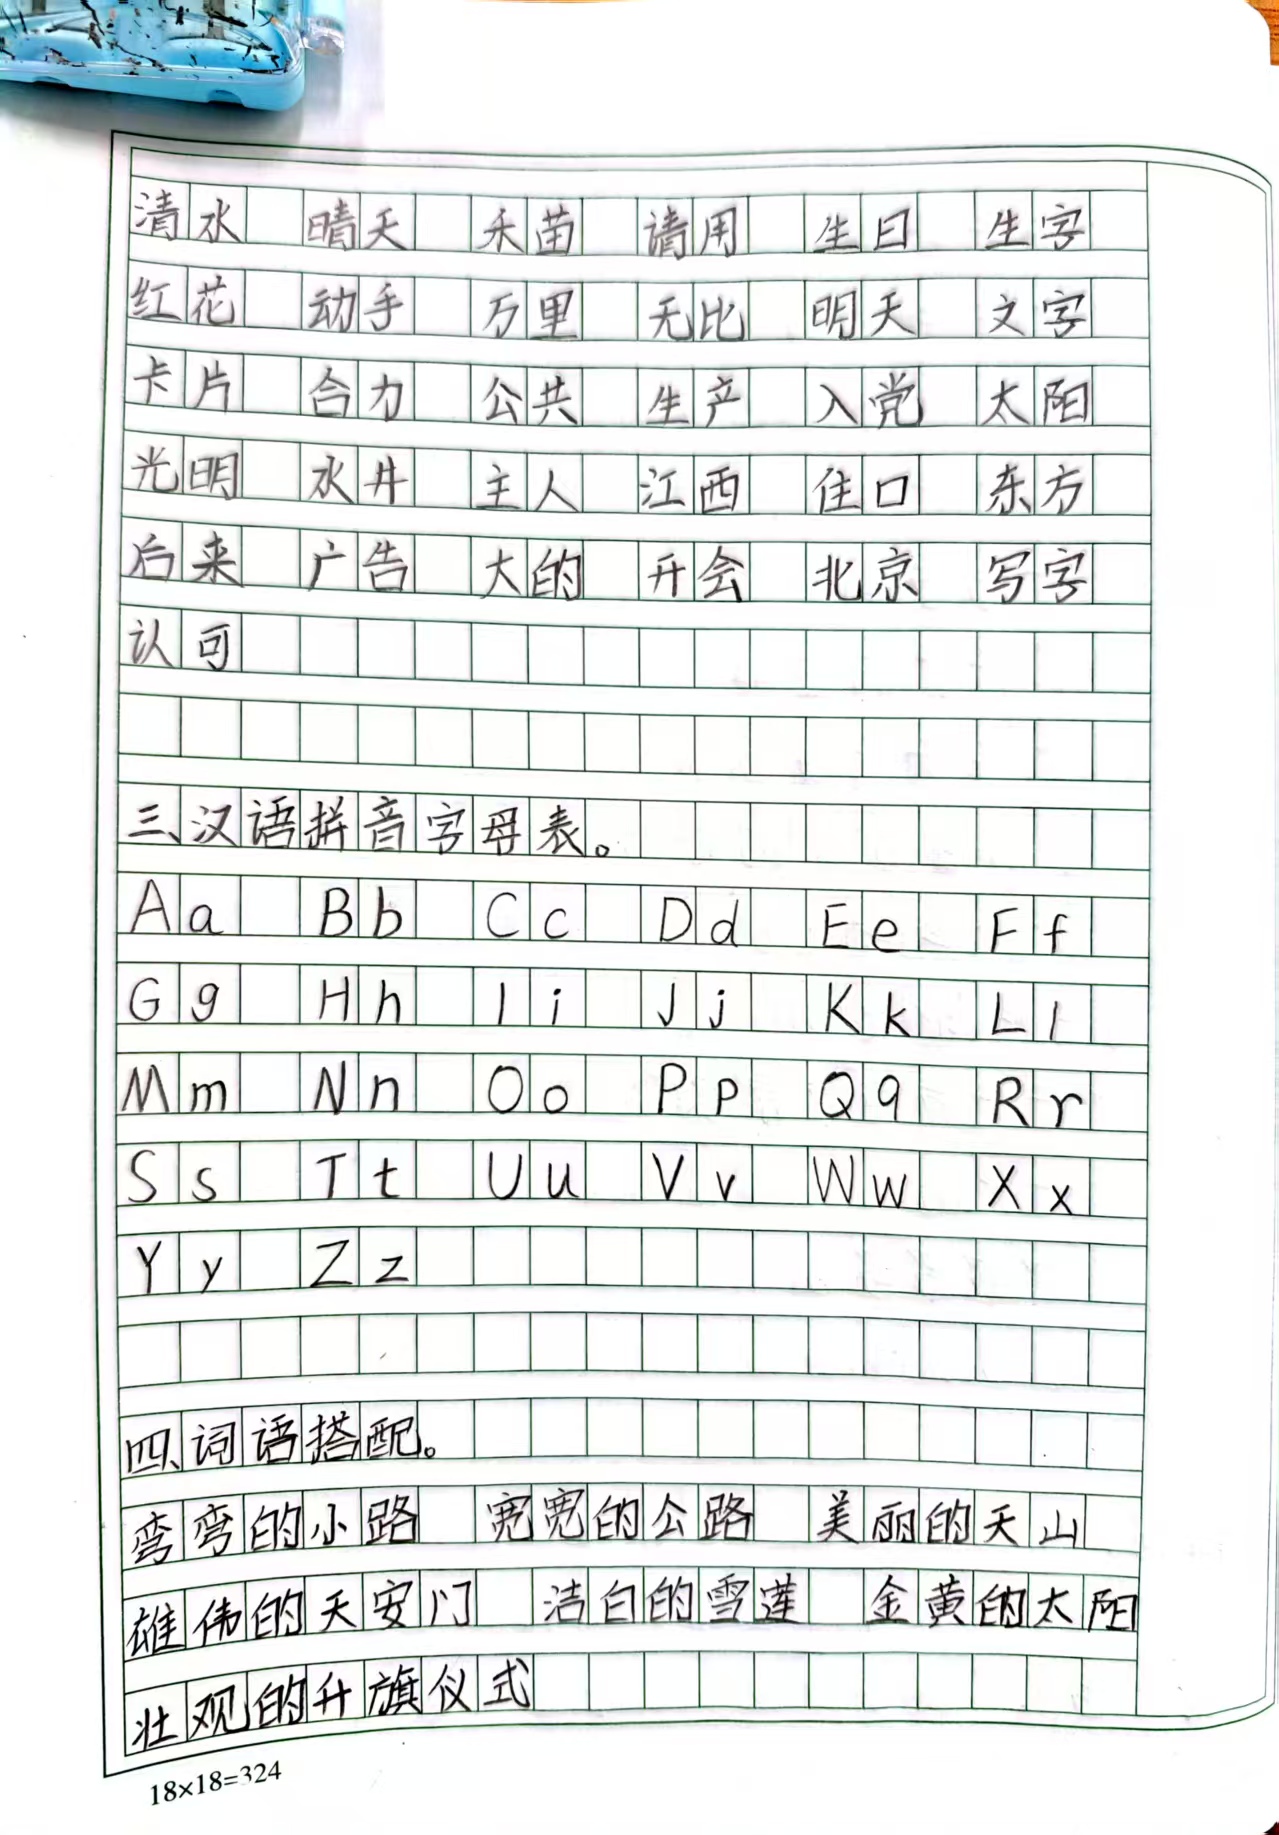 清水 晴天 禾苗 请用 生日 生字
红花 动手 万里 无比 明天 文字
卡片 合力 公共 生产 入党 太阳
光明 水井 主人 江西 住口 东方
后来 广告 大的 开会 北京 写字
认可
三、汉语拼音字母表。
Aa Bb Cc Dd Ee Ff
Gg Hh Ii Jj Kk Ll
Mm Nn Oo Pp Qq Rr
Ss Tt Uu Vv Ww Xx
Yy Zz
四、词语搭配。
弯弯的小路 宽宽的公路 美丽的天山
雄伟的天安门 洁白的雪莲 金黄的太阳
壮观的升旗仪式
18×18=324